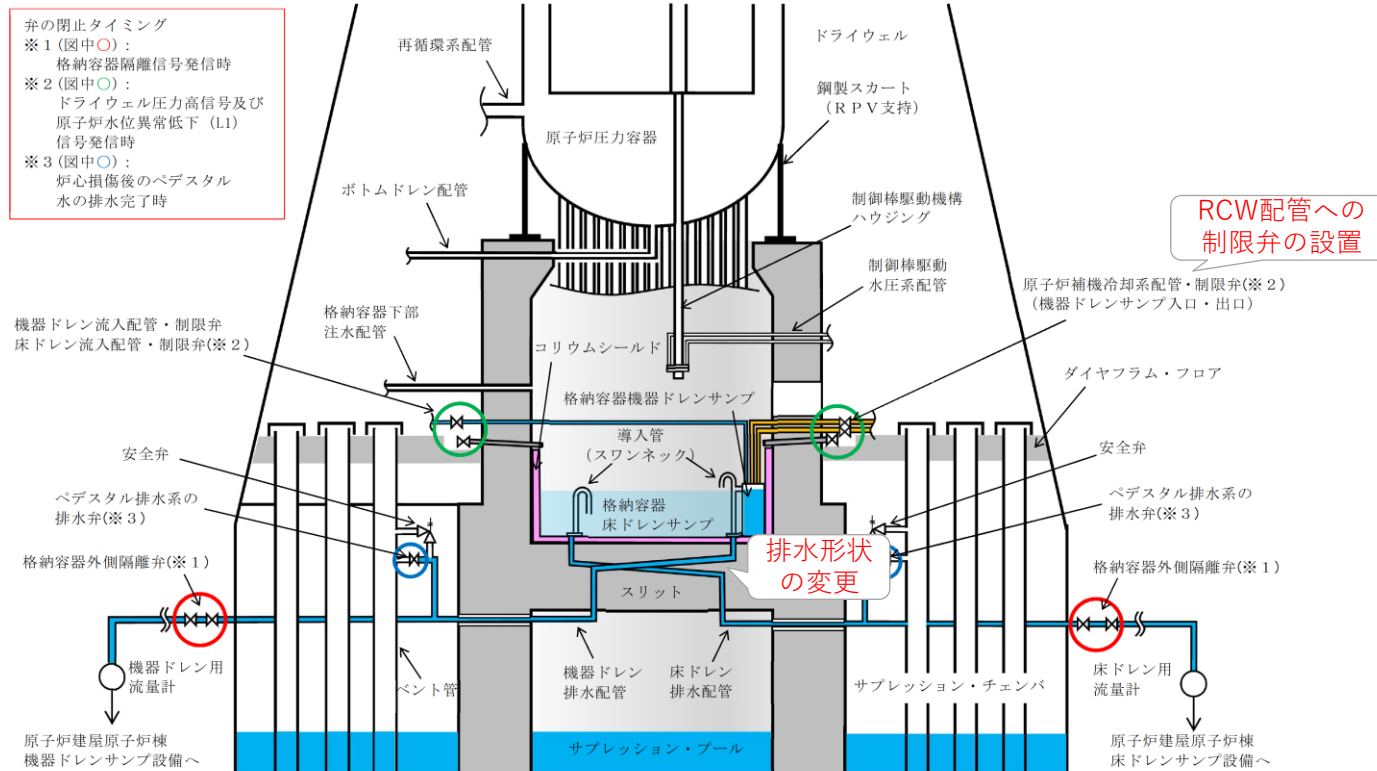 弁の閉止タイミング
※1(図中〇):
格納容器隔離信号発信時
※2(図中〇):
ドライウェル圧力高信号及び
原子炉水位異常低下(L1)
信号発信時
※3(図中〇):
炉心損傷後のペデスタル
水の排水完了時
再循環系配管
ドライウェル
鋼製スカート
(RPV支持)
原子炉圧力容器
ボトムドレン配管
制御棒駆動機構
ハウジング
RCW配管への
制限弁の設置
制御棒駆動
水圧系配管
原子炉補機冷却系配管・制限弁(※2)
(機器ドレンサンプ入口・出口)
格納容器下部
注水配管
機器ドレン流入配管・制限弁
床ドレン流入配管・制限弁(※2)
コリウムシールド
ダイヤフラム・フロア
格納容器機器ドレンサンプ
導入管
(スワンネック)
安全弁
安全弁
ペデスタル排水系の
排水弁(※3)
格納容器
床ドレンサンプ
ペデスタル排水系の
排水弁(※3)
排水形状
の変更
格納容器外側隔離弁(※1)
格納容器外側隔離弁(※1)
スリット
機器ドレン用
流量計
ベント管
機器ドレン
排水配管
床ドレン
排水配管
サプレッション・チェンバ
床ドレン用
流量計
原子炉建屋原子炉棟
機器ドレンサンプ設備へ
サプレッション・プール
原子炉建屋原子炉棟
床ドレンサンプ設備へ